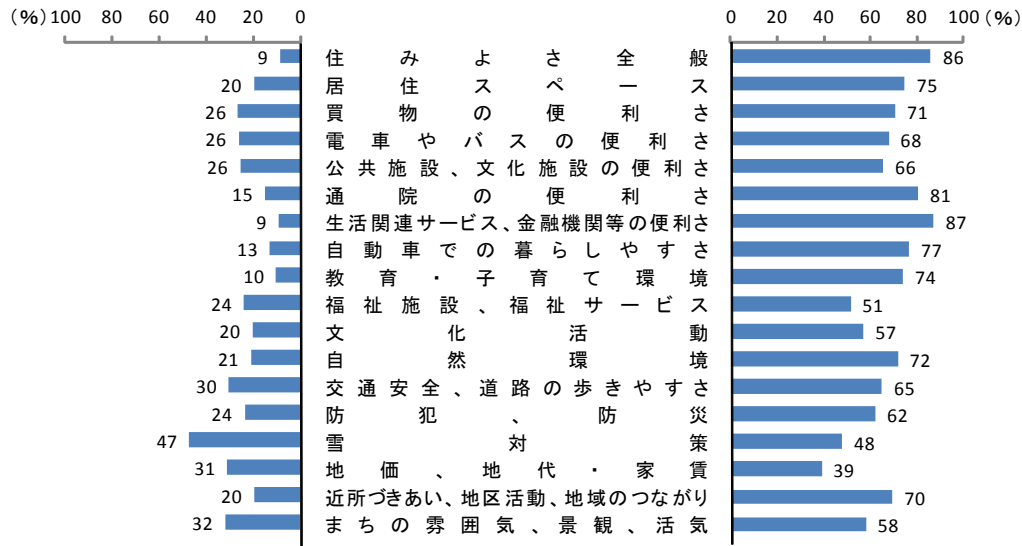 (%) 100 80 60 40 20 0 0 20 40 60 80 100 (%)
9 住みよさ全般 86
20 居住スペース 75
26 買物の便利さ 71
26 電車やバスの便利さ 68
26 公共施設、文化施設の便利さ 66
15 通院の便利さ 81
9 生活関連サービス、金融機関等の便利さ 87
13 自動車での暮らしやすさ 77
10 教育・子育て環境 74
24 福祉施設、福祉サービス 51
20 文化活動 57
21 自然環境 72
30 交通安全、道路の歩きやすさ 65
24 防犯、防災 62
47 雪対策 48
31 地価、地代・家賃 39
20 近所づきあい、地区活動、地域のつながり 70
32 まちの雰囲気、景観、活気 58